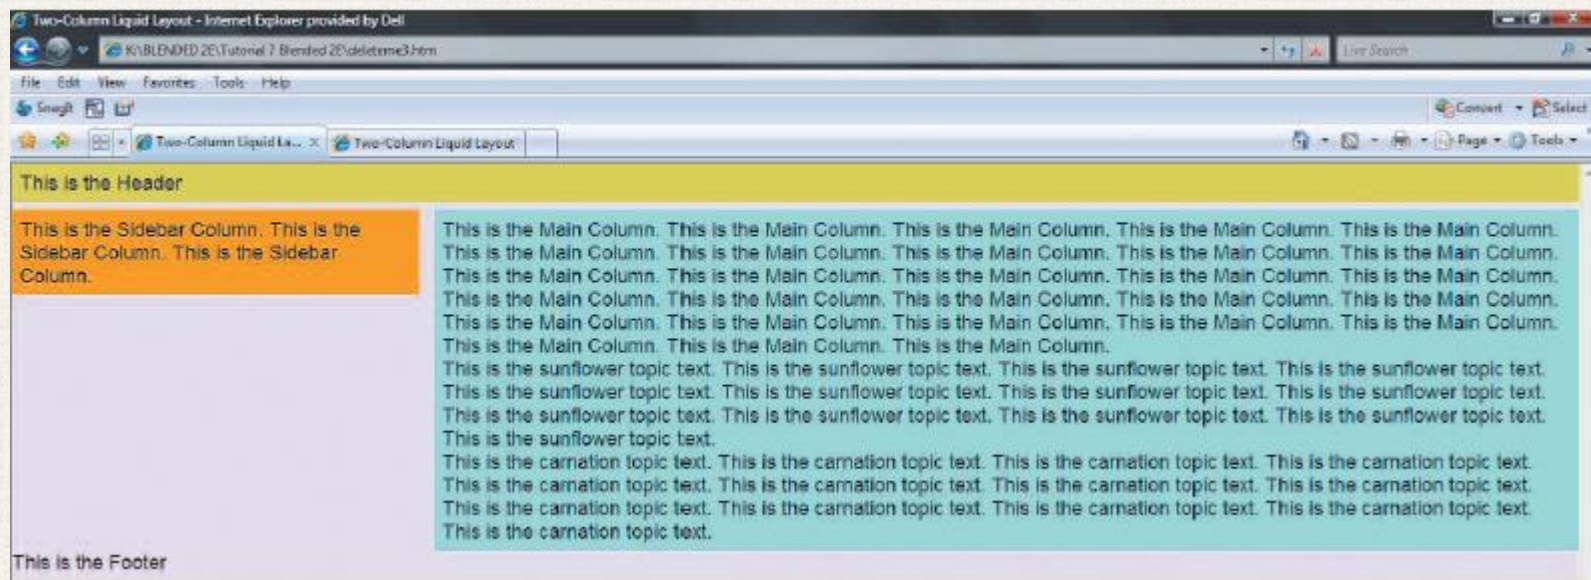 Two-Column Liquid Layout - Internet Explorer provided by Dell
K:\BLENDED 2E\Tutorial 7 Blended 2E\deleteme3.htm
Live Search
File Edit View Favorites Tools Help
SnagIt
Convert Select
Two-Column Liquid La... Two-Column Liquid Layout Page Tools
This is the Header
This is the Sidebar Column. This is the
Sidebar Column. This is the Sidebar
Column.
This is the Main Column. This is the Main Column. This is the Main Column. This is the Main Column. This is the Main Column.
This is the Main Column. This is the Main Column. This is the Main Column. This is the Main Column. This is the Main Column.
This is the Main Column. This is the Main Column. This is the Main Column. This is the Main Column. This is the Main Column.
This is the Main Column. This is the Main Column. This is the Main Column. This is the Main Column. This is the Main Column.
This is the Main Column. This is the Main Column. This is the Main Column. This is the Main Column. This is the Main Column.
This is the Main Column. This is the Main Column. This is the Main Column.
This is the sunflower topic text. This is the sunflower topic text. This is the sunflower topic text. This is the sunflower topic text.
This is the sunflower topic text. This is the sunflower topic text. This is the sunflower topic text. This is the sunflower topic text.
This is the sunflower topic text. This is the sunflower topic text. This is the sunflower topic text. This is the sunflower topic text.
This is the sunflower topic text.
This is the carnation topic text. This is the carnation topic text. This is the carnation topic text. This is the carnation topic text.
This is the carnation topic text. This is the carnation topic text. This is the carnation topic text. This is the carnation topic text.
This is the carnation topic text. This is the carnation topic text. This is the carnation topic text. This is the carnation topic text.
This is the carnation topic text.
This is the Footer